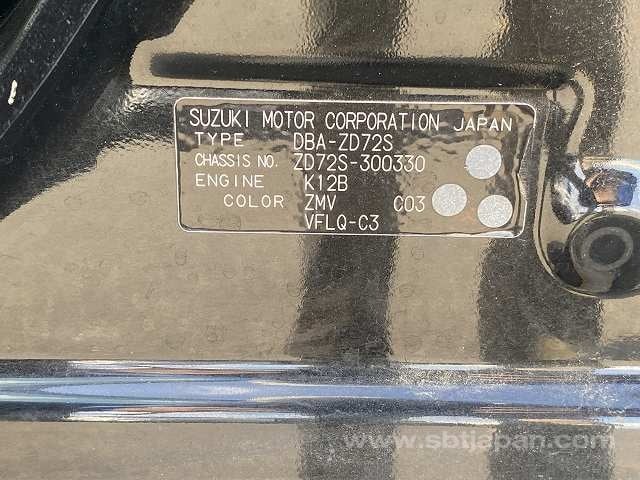 SUZUKI MOTOR CORPORATION JAPAN
TYPE DBA-ZD72S
CHASSIS NO. ZD72S-300330
ENGINE K12B
COLOR ZMV C03
VFLQ-C3
www.sbtjapan.com